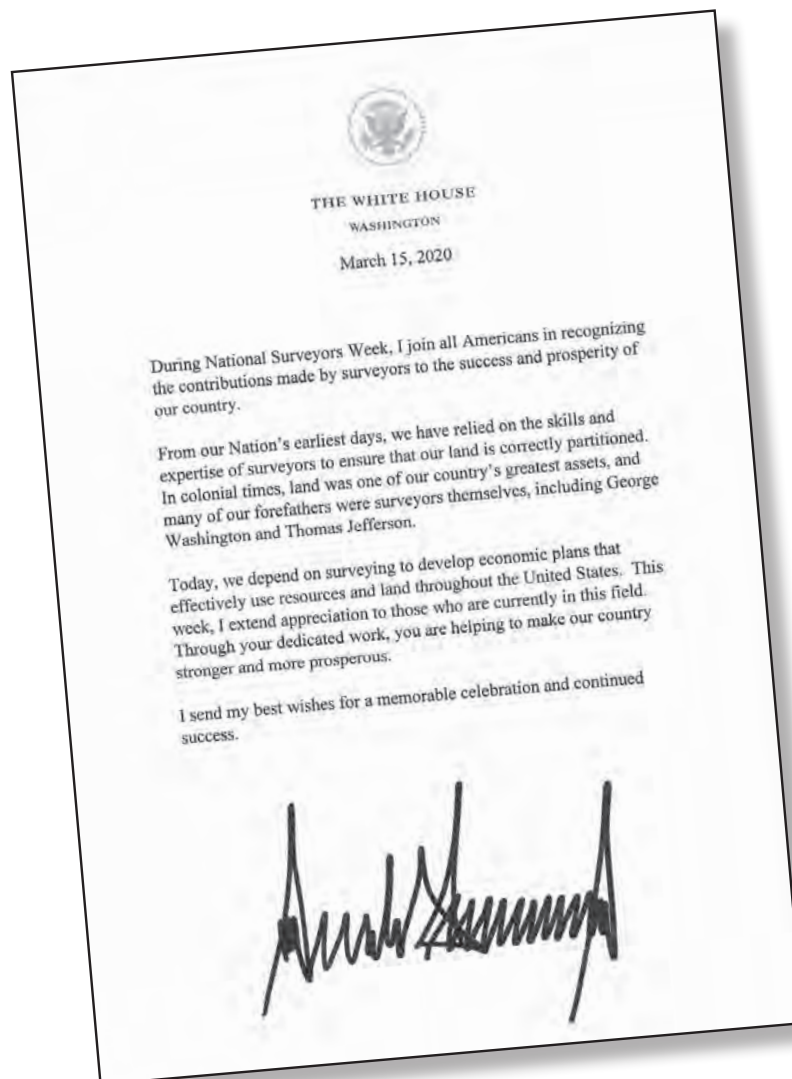 THE WHITE HOUSE
WASHINGTON
March 15, 2020
During National Surveyors Week, I join all Americans in recognizing
the contributions made by surveyors to the success and prosperity of
our country.
From our Nation's earliest days, we have relied on the skills and
expertise of surveyors to ensure that our land is correctly partitioned.
In colonial times, land was one of our country's greatest assets, and
many of our forefathers were surveyors themselves, including George
Washington and Thomas Jefferson.
Today, we depend on surveying to develop economic plans that
effectively use resources and land throughout the United States. This
week, I extend appreciation to those who are currently in this field.
Through your dedicated work, you are helping to make our country
stronger and more prosperous.
I send my best wishes for a memorable celebration and continued
success.